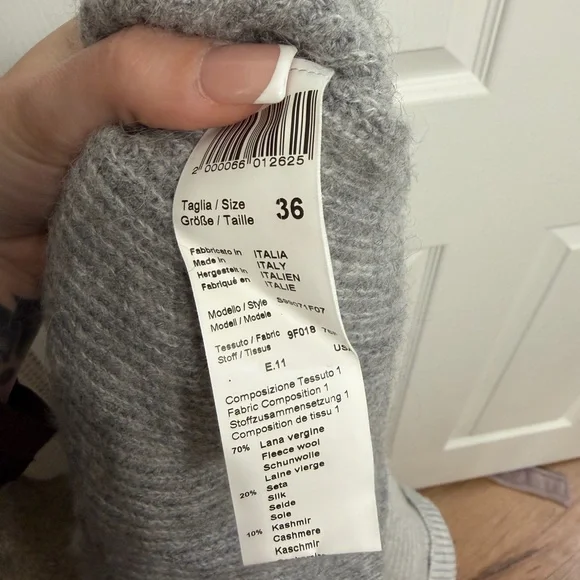 2 000066 012625
Taglia / Size 36
Größe / Taille
Fabbricato in ITALIA
Made in ITALY
Hergestellt in ITALIEN
Fabriqué en ITALIE
Modello / Style S99071F07
Modell / Modele
Tessuto / Fabric 9F01B
Stoff / Tissus
E.11
Composizione Tessuto 1
Fabric Composition 1
Stoffzusammensetzung 1
Composition de tissu 1
70% Lana vergine
Fleece wool
Schunwolle
Laine vierge
20% Seta
Silk
Seide
Soie
10% Kashmir
Cashmere
Kaschmir